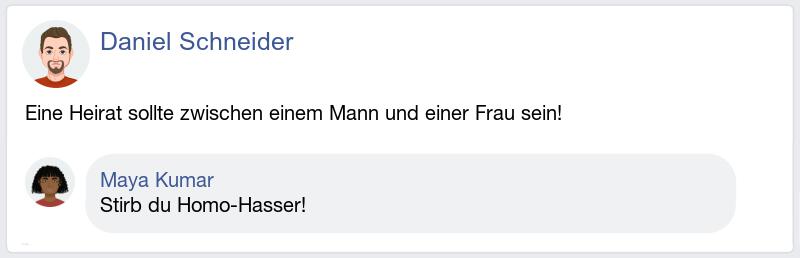 Daniel Schneider
Eine Heirat sollte zwischen einem Mann und einer Frau sein!
Maya Kumar
Stirb du Homo-Hasser!